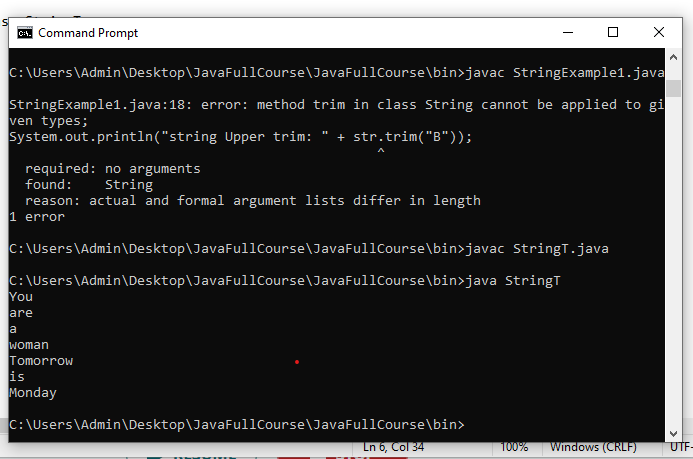 Command Prompt
C:\Users\Admin\Desktop\JavaFullCourse\JavaFullCourse\bin>javac StringExample1.java
StringExample1.java:18: error: method trim in class String cannot be applied to gi
ven types;
System.out.println("string Upper trim: " + str.trim("B"));
^
required: no arguments
found:    String
reason: actual and formal argument lists differ in length
1 error
C:\Users\Admin\Desktop\JavaFullCourse\JavaFullCourse\bin>javac StringT.java
C:\Users\Admin\Desktop\JavaFullCourse\JavaFullCourse\bin>java StringT
You
are
a
woman
Tomorrow
is
Monday
C:\Users\Admin\Desktop\JavaFullCourse\JavaFullCourse\bin>
Ln 6, Col 34 100% Windows (CRLF) UTF-